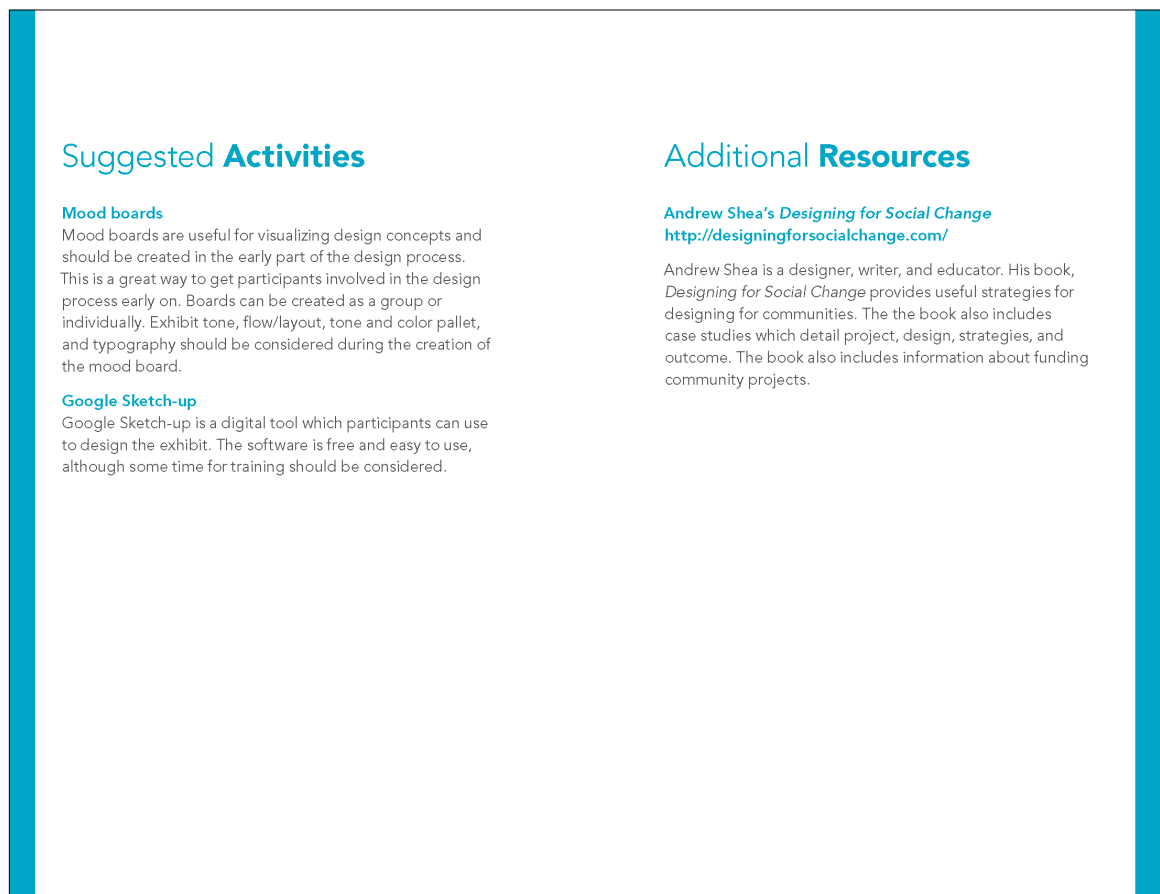 Suggested Activities
Mood boards
Mood boards are useful for visualizing design concepts and
should be created in the early part of the design process.
This is a great way to get participants involved in the design
process early on. Boards can be created as a group or
individually. Exhibit tone, flow/layout, tone and color pallet,
and typography should be considered during the creation of
the mood board.
Google Sketch-up
Google Sketch-up is a digital tool which participants can use
to design the exhibit. The software is free and easy to use,
although some time for training should be considered.
Additional Resources
Andrew Shea’s Designing for Social Change
http://designingforsocialchange.com/
Andrew Shea is a designer, writer, and educator. His book,
Designing for Social Change provides useful strategies for
designing for communities. The the book also includes
case studies which detail project, design, strategies, and
outcome. The book also includes information about funding
community projects.